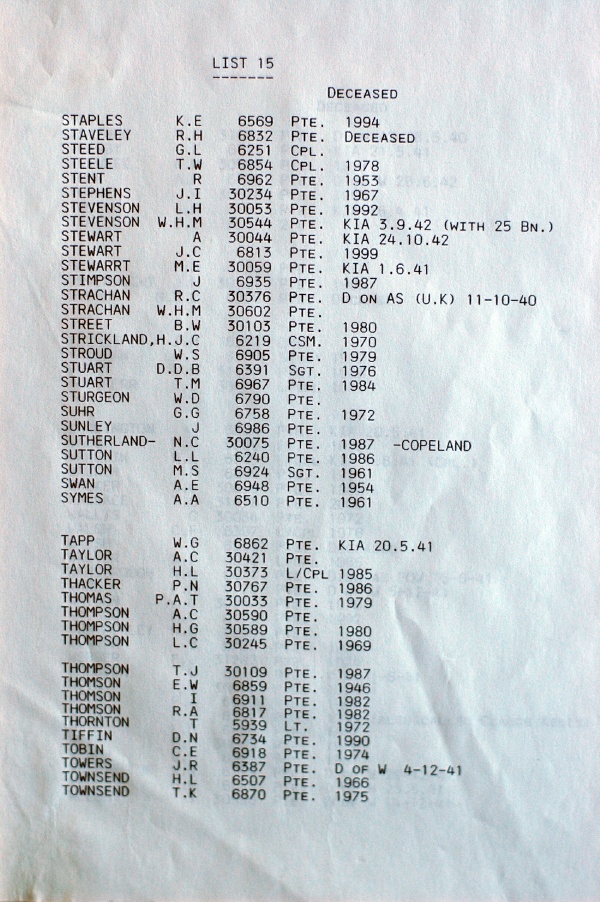 LIST 15
-------
DECEASED
STAPLES K.E 6569 PTE. 1994
STAVELEY R.H 6832 PTE. DECEASED
STEED G.L 6251 CPL.
STEELE T.W 6854 CPL. 1978
STENT R 6962 PTE. 1953
STEPHENS J.I 30234 PTE. 1967
STEVENSON L.H 30053 PTE. 1992
STEVENSON W.H.M 30544 PTE. KIA 3.9.42 (WITH 25 BN.)
STEWART A 30044 PTE. KIA 24.10.42
STEWART J.C 6813 PTE. 1999
STEWARRT M.E 30059 PTE. KIA 1.6.41
STIMPSON J 6935 PTE. 1987
STRACHAN R.C 30376 PTE. D ON AS (U.K) 11-10-40
STRACHAN W.H.M 30602 PTE.
STREET B.W 30103 PTE. 1980
STRICKLAND,H.J.C 6219 CSM. 1970
STROUD W.S 6905 PTE. 1979
STUART D.D.B 6391 SGT. 1976
STUART T.M 6967 PTE. 1984
STURGEON W.D 6790 PTE.
SUHR G.G 6758 PTE. 1972
SUNLEY J 6986 PTE.
SUTHERLAND- N.C 30075 PTE. 1987 -COPELAND
SUTTON L.L 6240 PTE. 1986
SUTTON M.S 6924 SGT. 1961
SWAN A.E 6948 PTE. 1954
SYMES A.A 6510 PTE. 1961
TAPP W.G 6862 PTE. KIA 20.5.41
TAYLOR A.C 30421 PTE.
TAYLOR H.L 30373 L/CPL 1985
THACKER P.N 30767 PTE. 1986
THOMAS P.A.T 30033 PTE. 1979
THOMPSON A.C 30590 PTE.
THOMPSON H.G 30589 PTE. 1980
THOMPSON L.C 30245 PTE. 1969
THOMPSON T.J 30109 PTE. 1987
THOMSON E.W 6859 PTE. 1946
THOMSON I 6911 PTE. 1982
THOMSON R.A 6817 PTE. 1982
THORNTON T 5939 LT. 1972
TIFFIN D.N 6734 PTE. 1990
TOBIN C.E 6918 PTE. 1974
TOWERS J.R 6387 PTE. D OF W 4-12-41
TOWNSEND H.L 6507 PTE. 1966
TOWNSEND T.K 6870 PTE. 1975